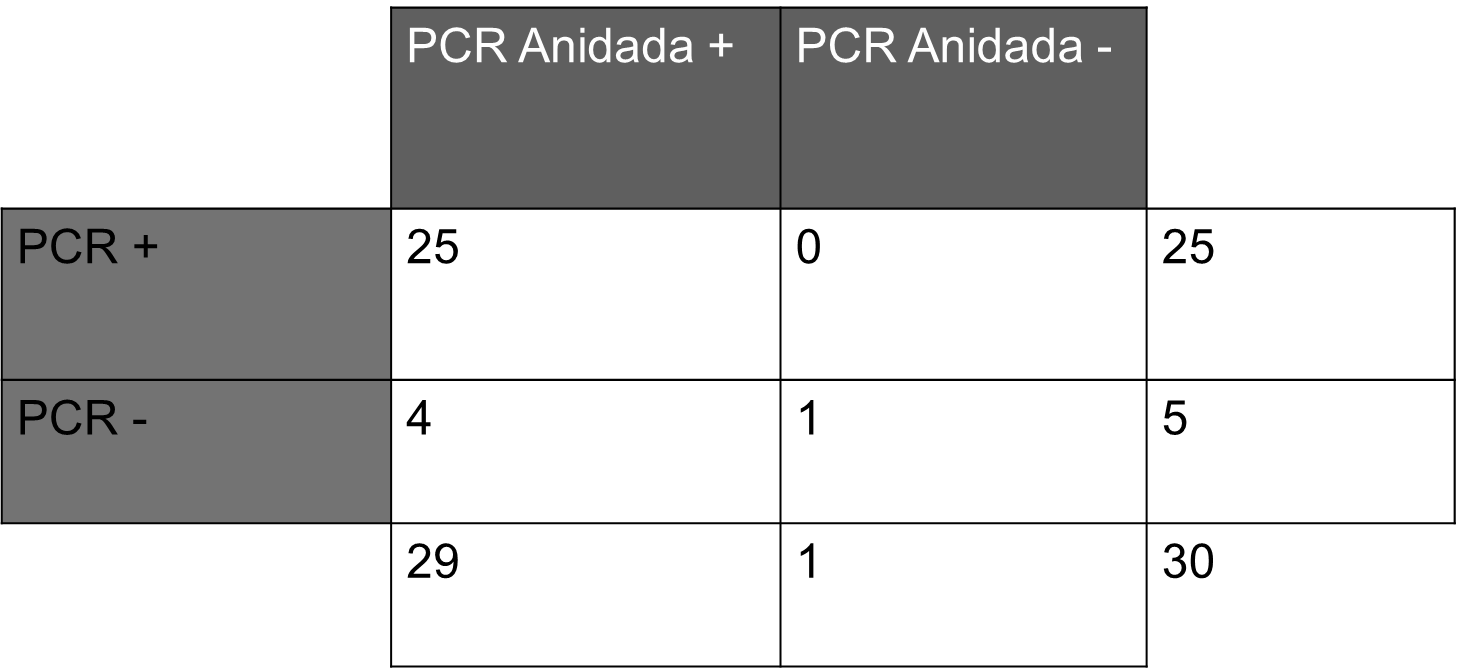 PCR Anidada + PCR Anidada -
PCR + 25 0 25
PCR - 4 1 5
29 1 30